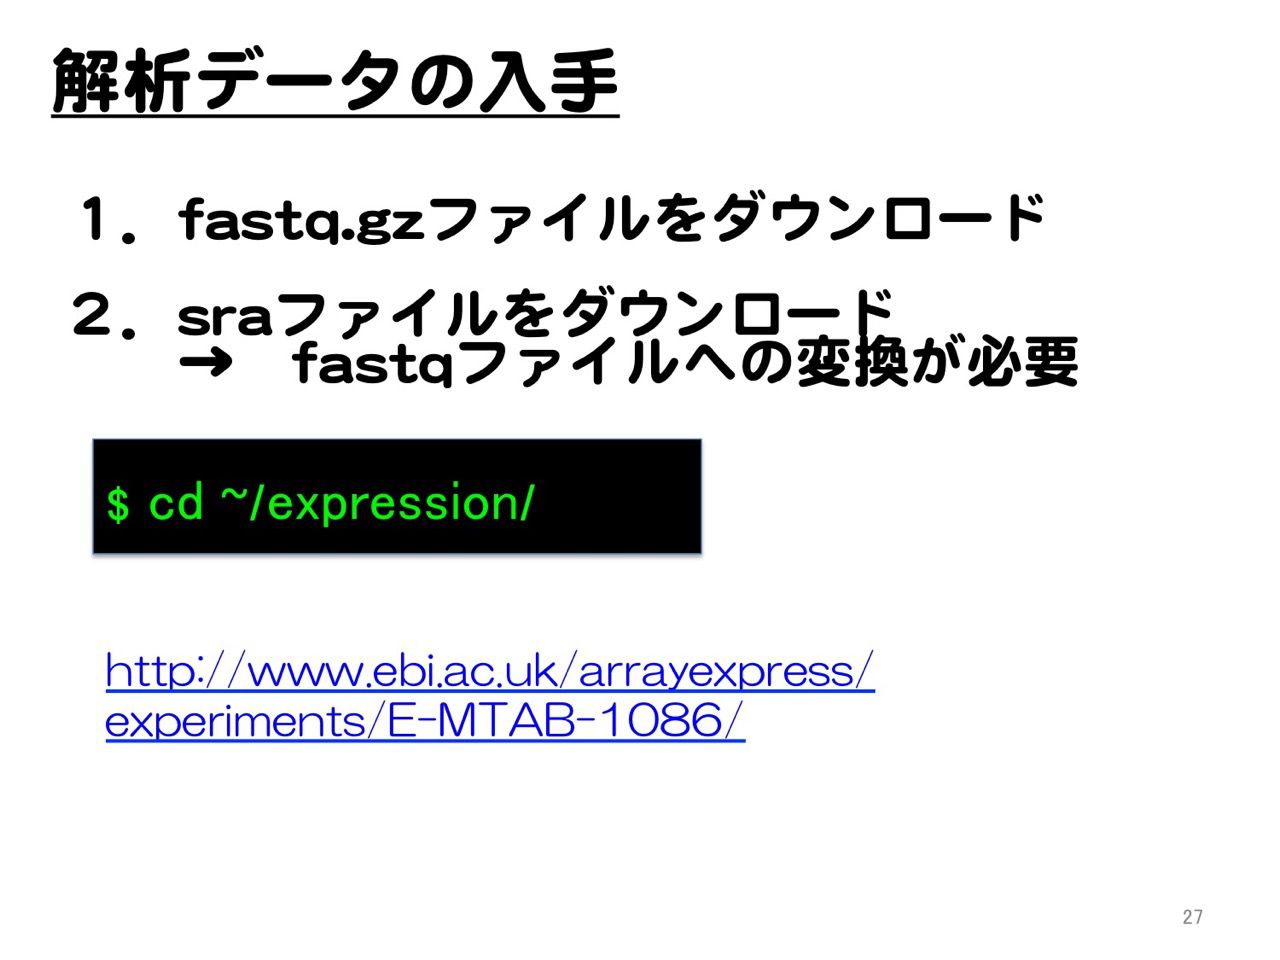 解析データの入手
１．fastq.gzファイルをダウンロード
２．sraファイルをダウンロード
→　fastqファイルへの変換が必要
$ cd ~/expression/
http://www.ebi.ac.uk/arrayexpress/
experiments/E-MTAB-1086/
27